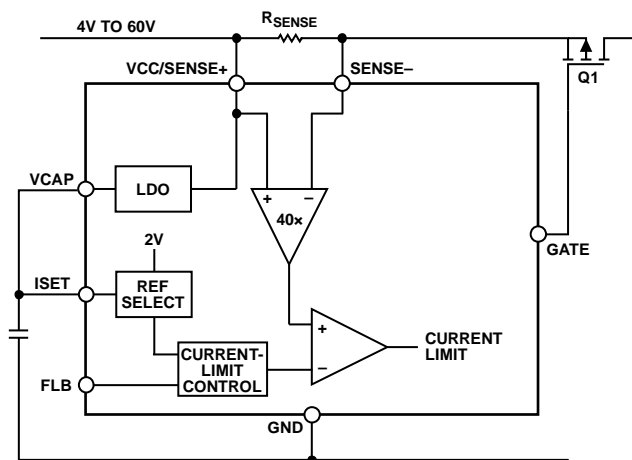 4V TO 60V
RSENSE
VCC/SENSE+
SENSE–
Q1
VCAP
LDO
+
–
40×
2V
GATE
ISET
REF
SELECT
+
–
CURRENT
LIMIT
CURRENT-
LIMIT
CONTROL
FLB
GND